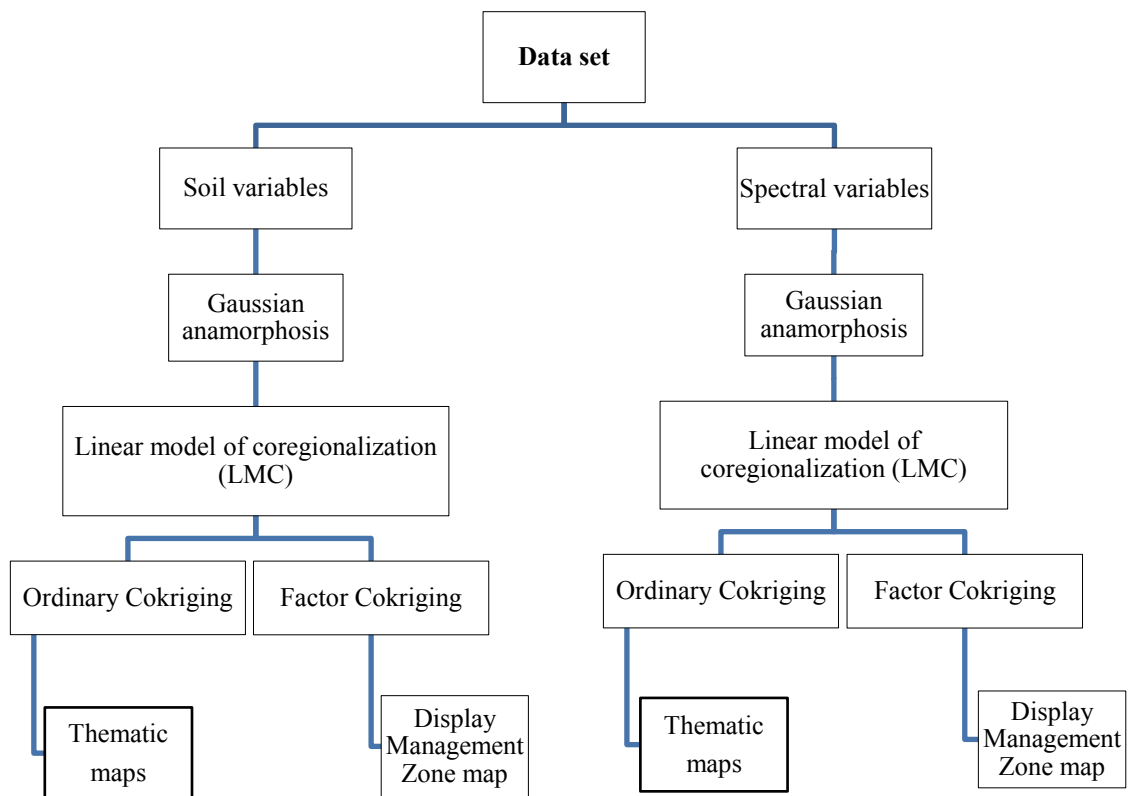 Data set
Soil variables
Spectral variables
Gaussian
anamorphosis
Gaussian
anamorphosis
Linear model of coregionalization
(LMC)
Linear model of
coregionalization (LMC)
Ordinary Cokriging
Factor Cokriging
Ordinary Cokriging
Factor Cokriging
Thematic
maps
Display
Management
Zone map
Thematic
maps
Display
Management
Zone map